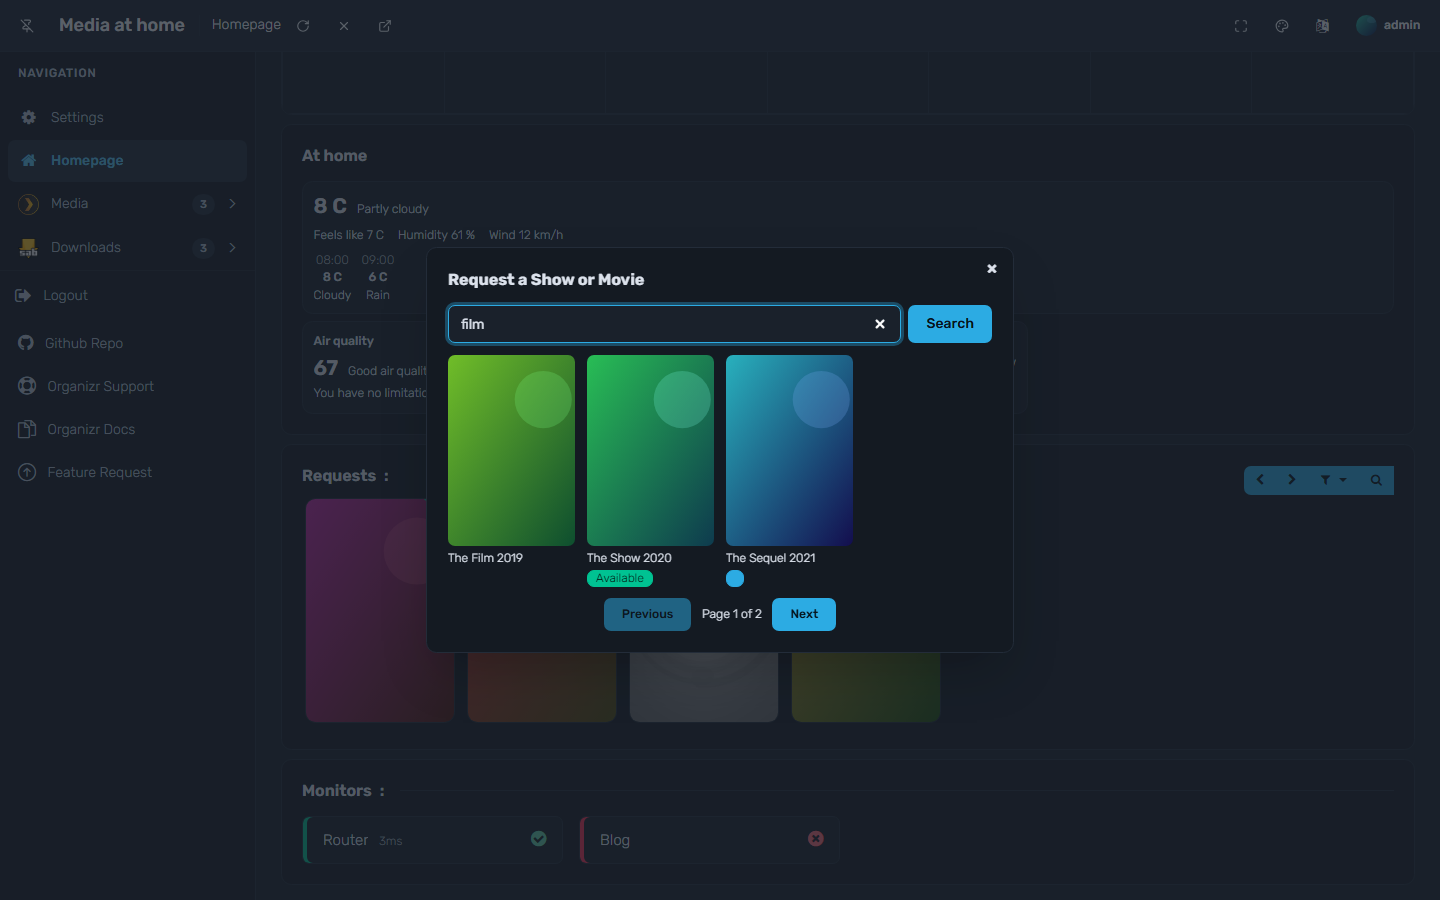 Media at home
Homepage
admin
NAVIGATION
Settings
Homepage
Media 3
Downloads 3
Logout
Github Repo
Organizr Support
Organizr Docs
Feature Request
At home
8 C Partly cloudy
Feels like 7 C Humidity 61 % Wind 12 km/h
08:00 09:00
8 C 6 C
Cloudy Rain
Air quality
67 Good air
You have no
Request a Show or Movie
film
Search
The Film 2019
The Show 2020
Available
The Sequel 2021
Previous
Page 1 of 2
Next
Requests :
Monitors :
Router 3ms
Blog